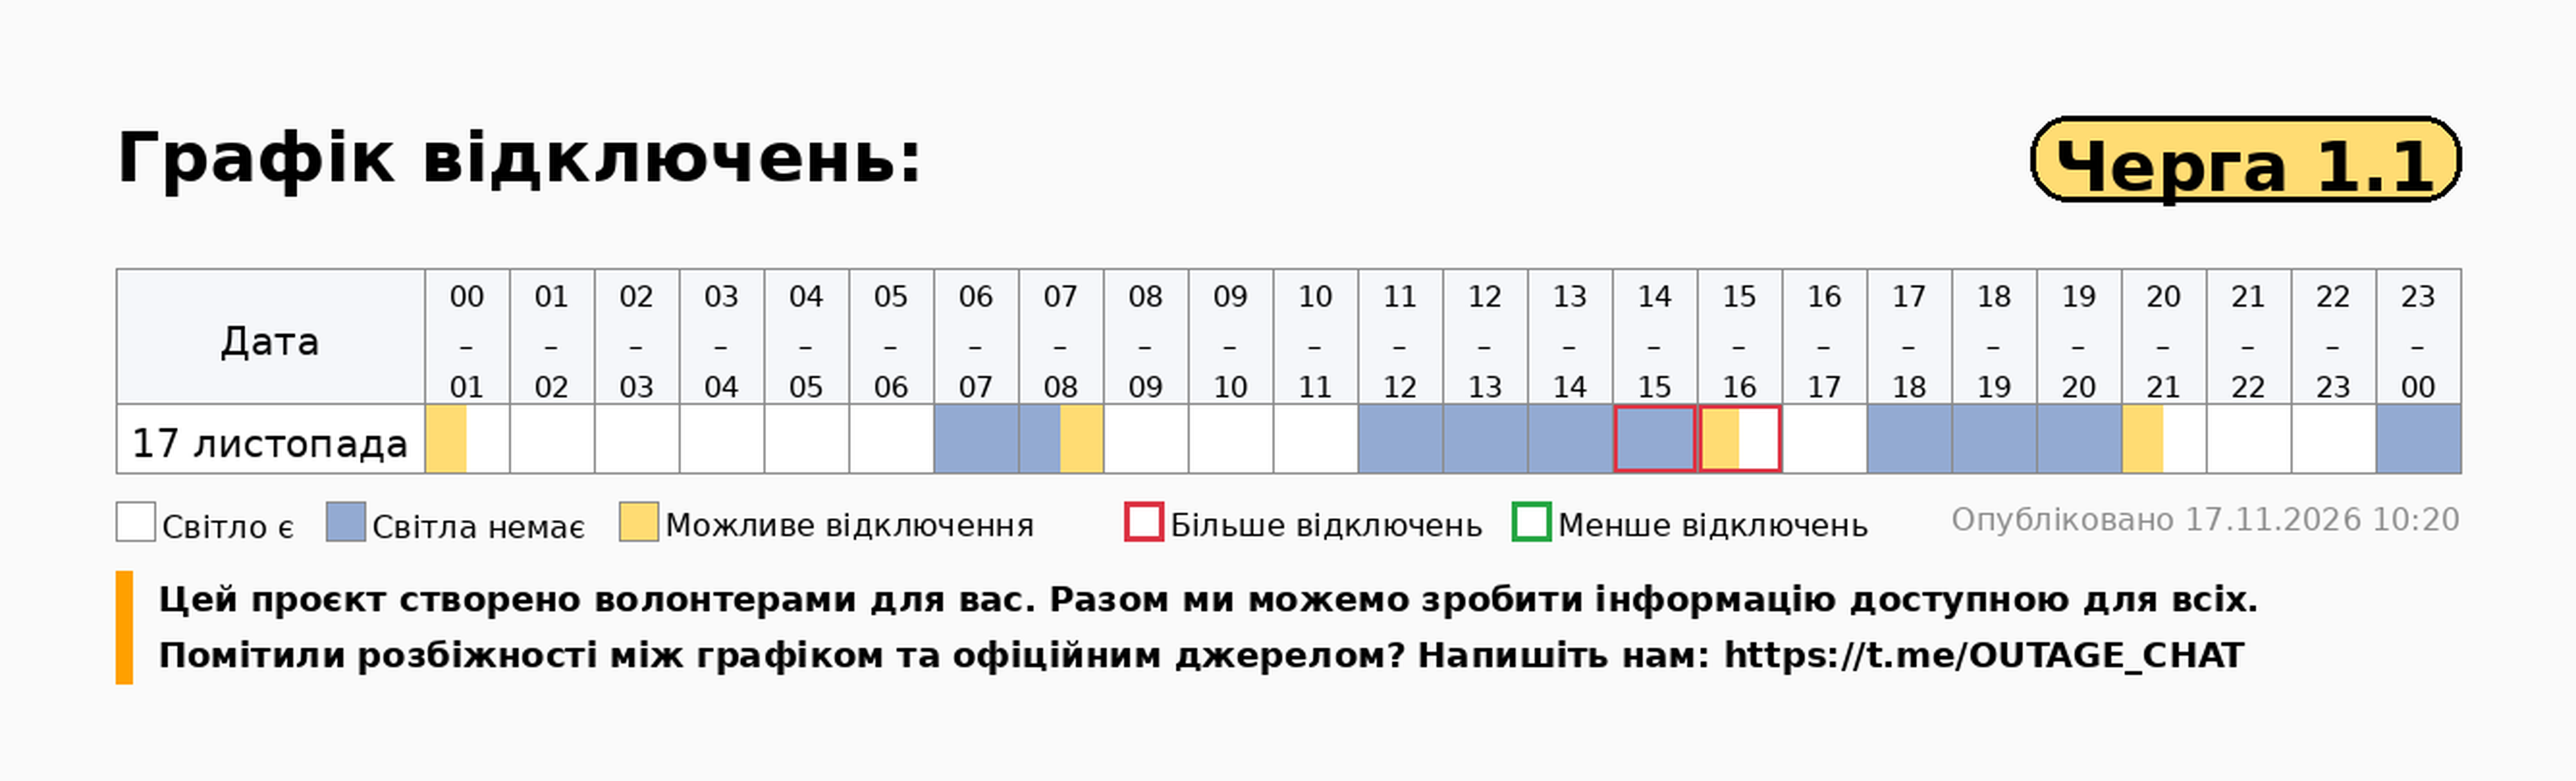 Графік відключень:
Черга 1.1
Дата
00 – 01
01 – 02
02 – 03
03 – 04
04 – 05
05 – 06
06 – 07
07 – 08
08 – 09
09 – 10
10 – 11
11 – 12
12 – 13
13 – 14
14 – 15
15 – 16
16 – 17
17 – 18
18 – 19
19 – 20
20 – 21
21 – 22
22 – 23
23 – 00
17 листопада
Світло є
Світла немає
Можливе відключення
Більше відключень
Менше відключень
Опубліковано 17.11.2026 10:20
Цей проєкт створено волонтерами для вас. Разом ми можемо зробити інформацію доступною для всіх.
Помітили розбіжності між графіком та офіційним джерелом? Напишіть нам: https://t.me/OUTAGE_CHAT